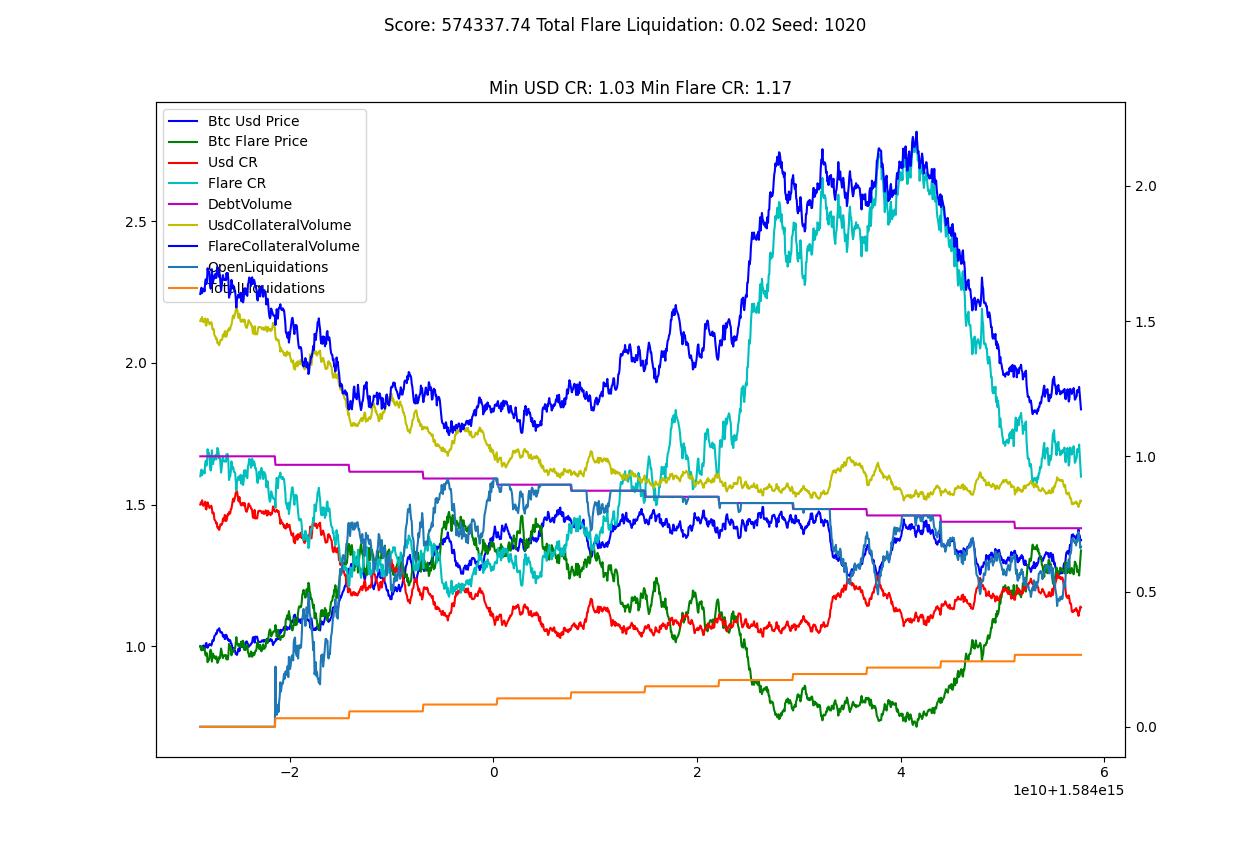 Score: 574337.74 Total Flare Liquidation: 0.02 Seed: 1020
Min USD CR: 1.03 Min Flare CR: 1.17
Btc Usd Price
Btc Flare Price
Usd CR
Flare CR
DebtVolume
UsdCollateralVolume
FlareCollateralVolume
OpenLiquidations
TotalLiquidations
2.5
2.0
1.5
1.0
2.0
1.5
1.0
0.5
0.0
−2 0 2 4 6
1e10+1.584e15